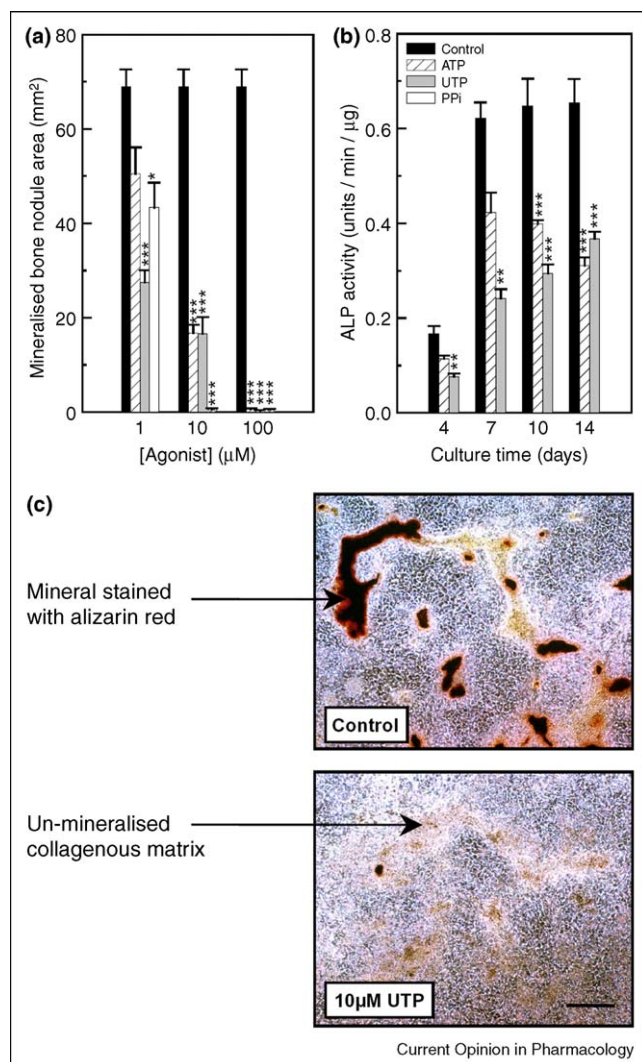 (a)
80
60
40
20
0
Mineralised bone nodule area (mm²)
*
***
***
***
***
***
***
***
1
10
100
[Agonist] (μM)
(b)
0.8
0.6
0.4
0.2
0.0
ALP activity (units / min / μg)
Control
ATP
UTP
PPi
**
**
***
***
***
***
4
7
10
14
Culture time (days)
(c)
Mineral stained
with alizarin red
Control
Un-mineralised
collagenous matrix
10μM UTP
Current Opinion in Pharmacology